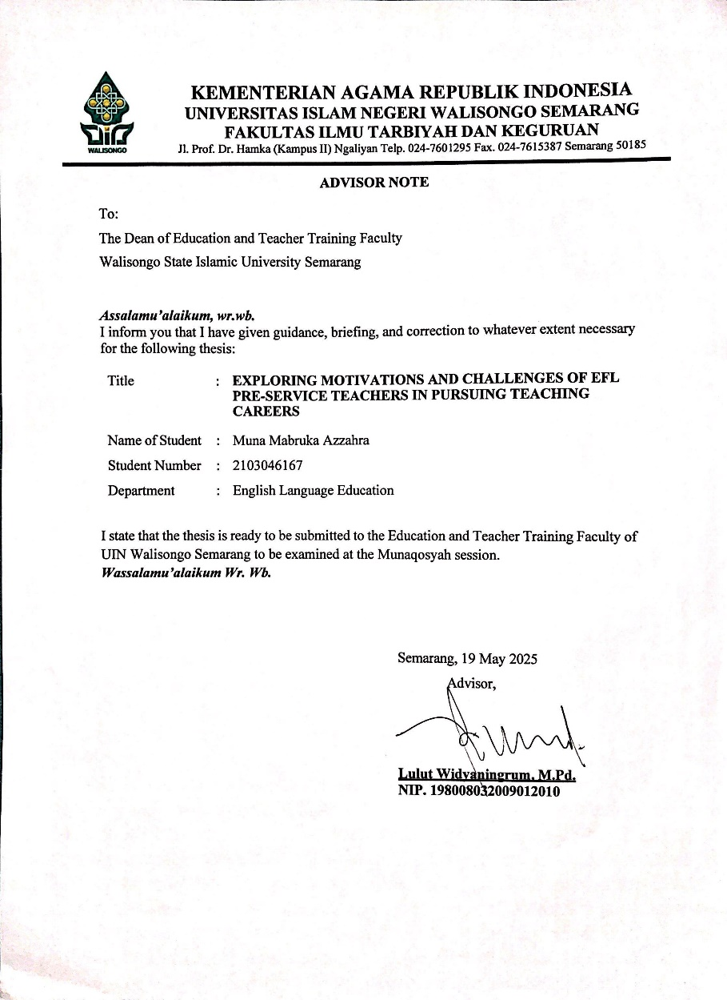 KEMENTERIAN AGAMA REPUBLIK INDONESIA
UNIVERSITAS ISLAM NEGERI WALISONGO SEMARANG
FAKULTAS ILMU TARBIYAH DAN KEGURUAN
Jl. Prof. Dr. Hamka (Kampus II) Ngaliyan Telp. 024-7601295 Fax. 024-7615387 Semarang 50185
WALISONGO
ADVISOR NOTE
To:
The Dean of Education and Teacher Training Faculty
Walisongo State Islamic University Semarang
Assalamu’alaikum, wr.wb.
I inform you that I have given guidance, briefing, and correction to whatever extent necessary
for the following thesis:
Title : EXPLORING MOTIVATIONS AND CHALLENGES OF EFL
PRE-SERVICE TEACHERS IN PURSUING TEACHING
CAREERS
Name of Student : Muna Mabruka Azzahra
Student Number : 2103046167
Department : English Language Education
I state that the thesis is ready to be submitted to the Education and Teacher Training Faculty of
UIN Walisongo Semarang to be examined at the Munaqosyah session.
Wassalamu’alaikum Wr. Wb.
Semarang, 19 May 2025
Advisor,
Lulut Widyaningrum, M.Pd.
NIP. 198008032009012010